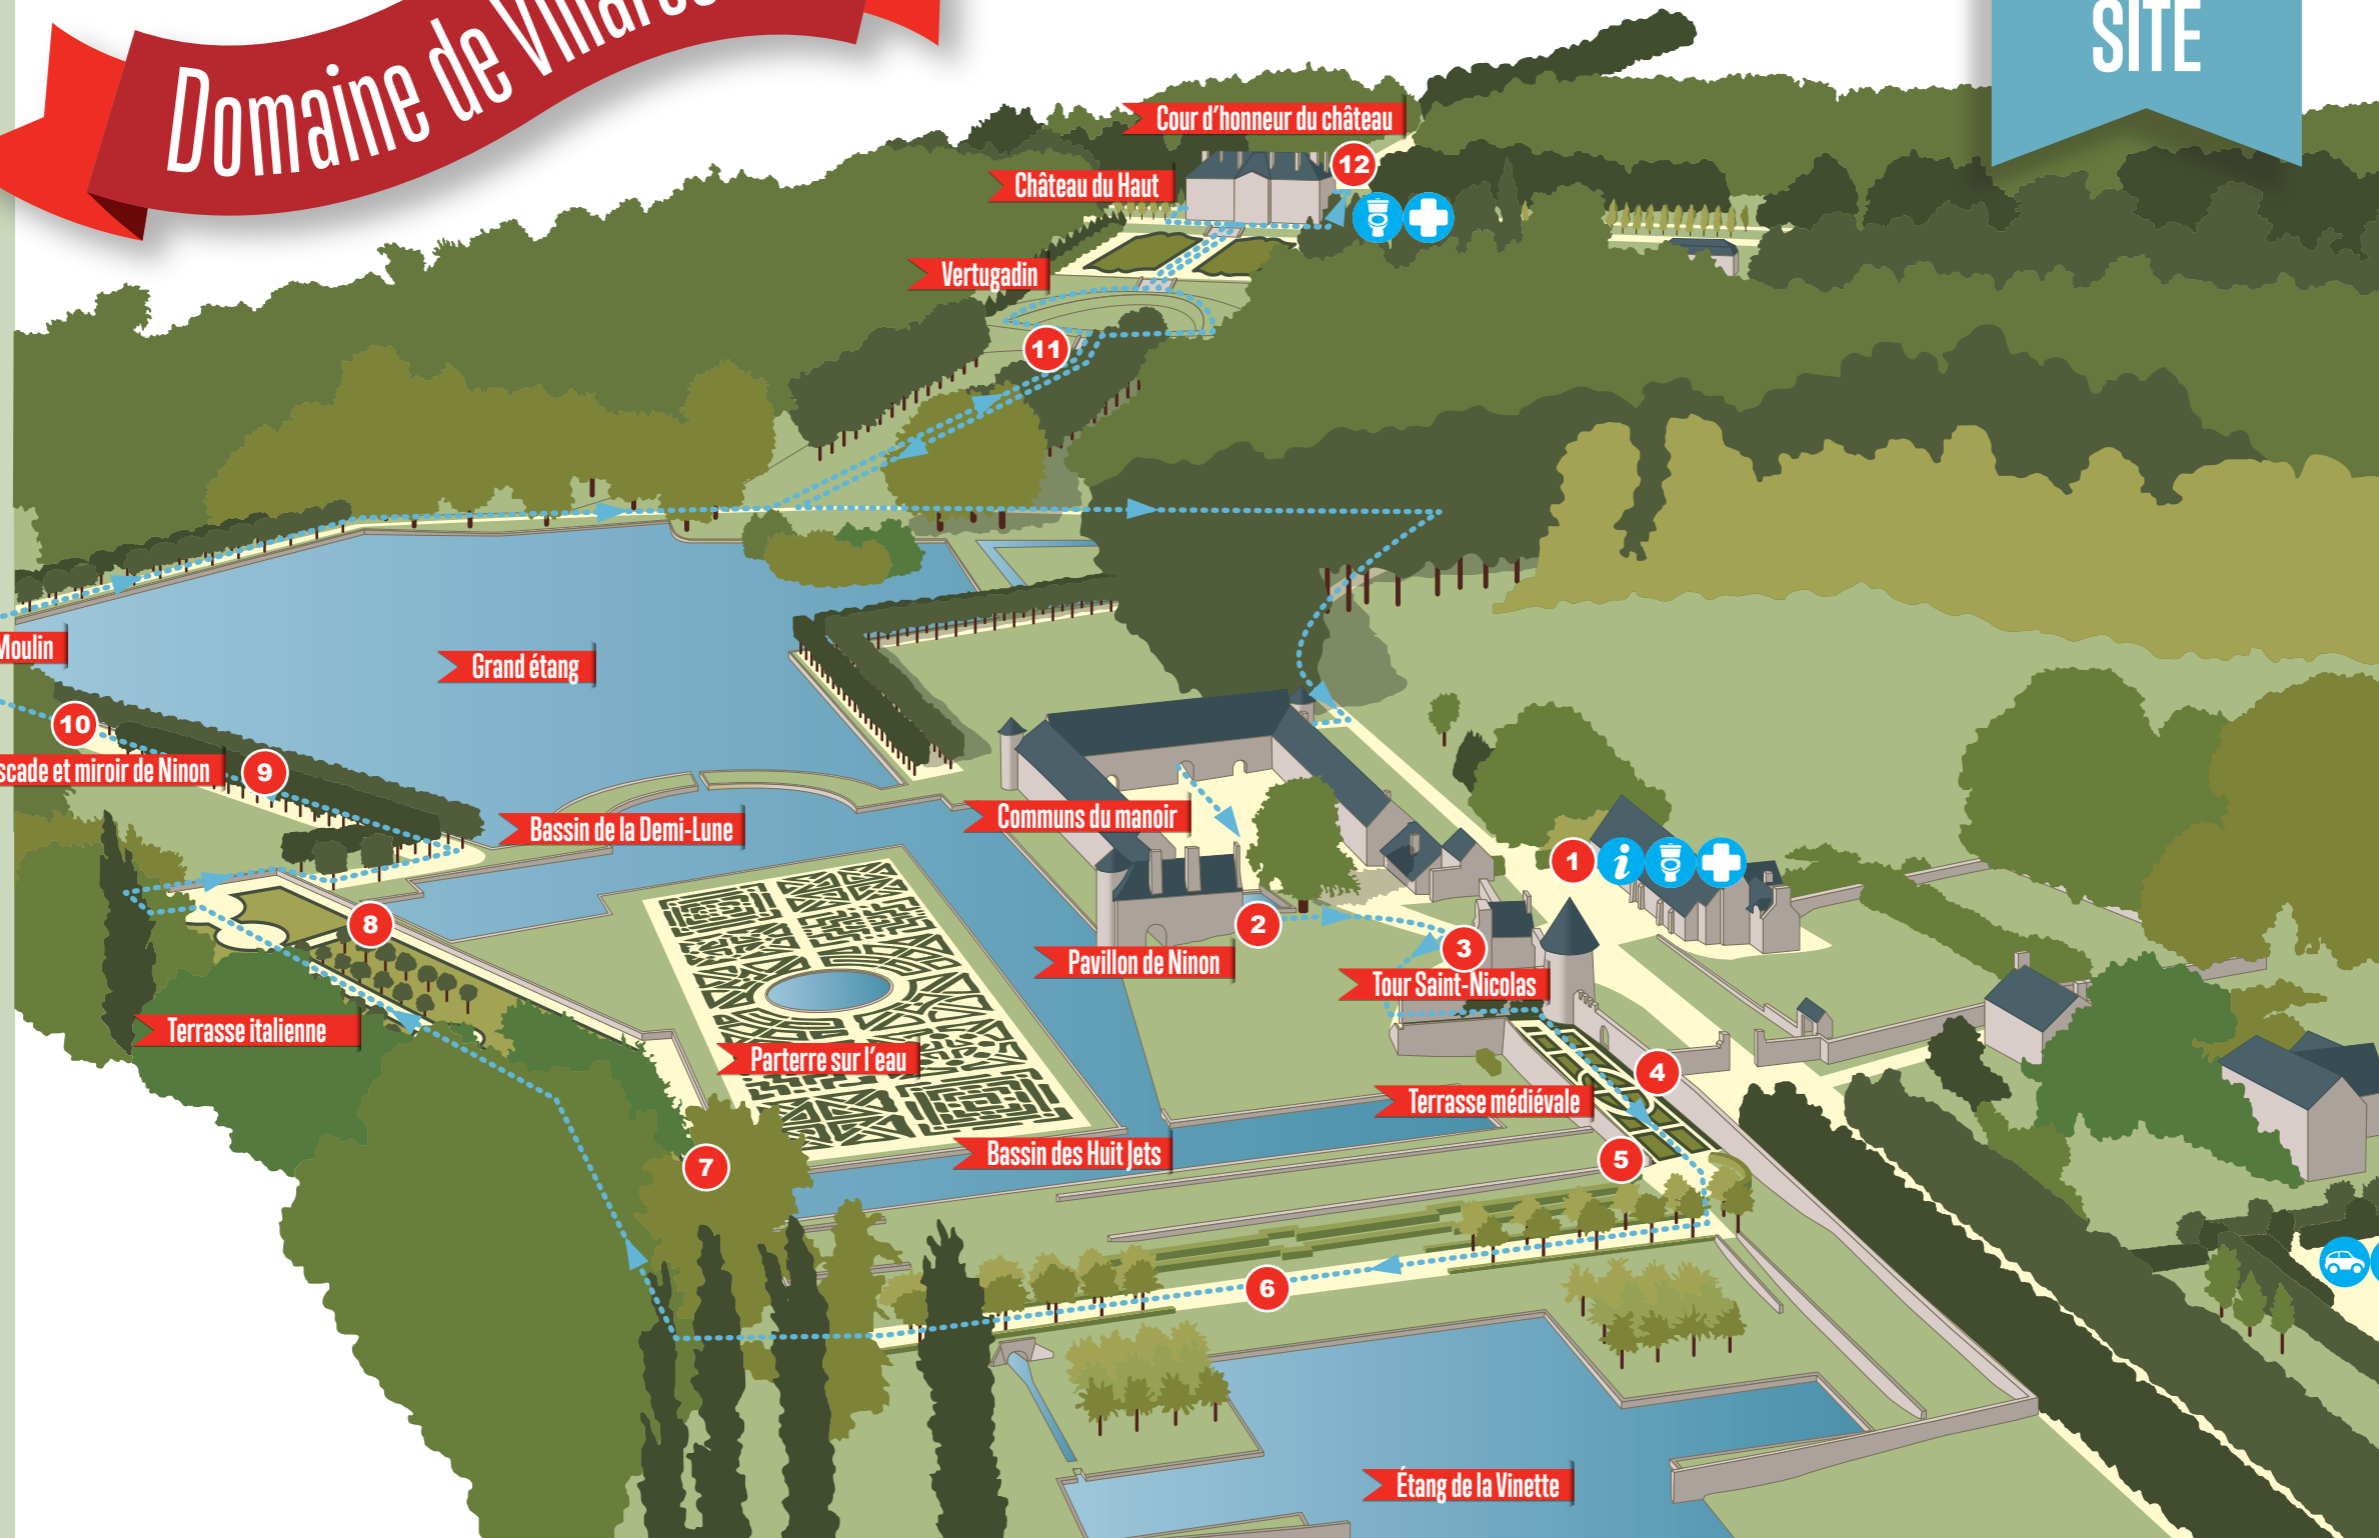 Domaine de
SITE
Cour d'honneur du château
12
Château du Haut
Vertugadin
11
Moulin
Grand étang
10
9
scade et miroir de Ninon
Bassin de la Demi-Lune
Communs du manoir
1
i
8
2
3
Pavillon de Ninon
Tour Saint-Nicolas
Terrasse italienne
Parterre sur l'eau
4
Terrasse médiévale
Bassin des Huit Jets
5
7
6
Étang de la Vinette